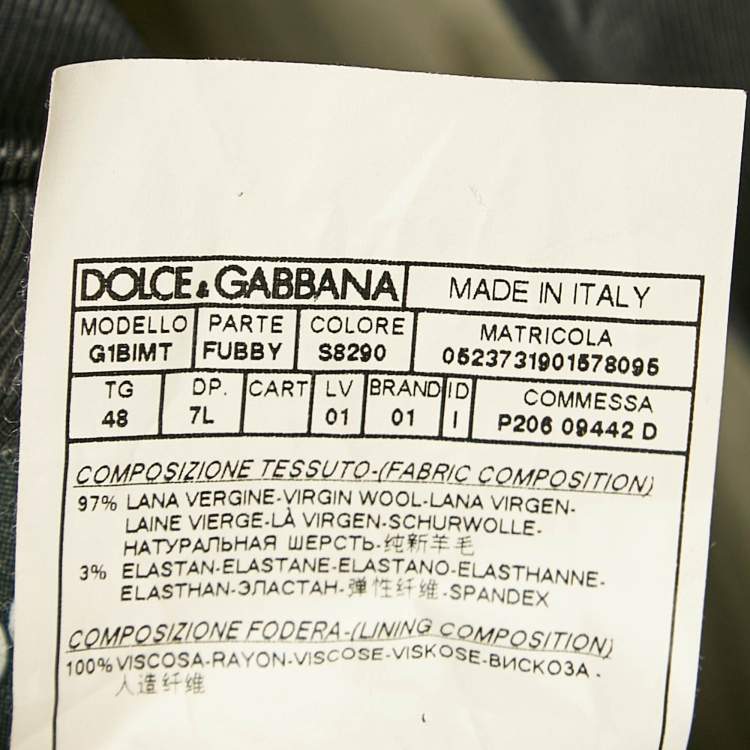 DOLCE & GABBANA MADE IN ITALY
MODELLO PARTE COLORE MATRICOLA
G1BIMT FUBBY S8290 0523731901578095
TG DP. CART LV BRAND ID COMMESSA
48 7L 01 01 I P206 09442 D
COMPOSIZIONE TESSUTO-(FABRIC COMPOSITION)
97% LANA VERGINE-VIRGIN WOOL-LANA VIRGEN-
LAINE VIERGE-LÀ VIRGEN-SCHURWOLLE-
НАТУРАЛЬНАЯ ШЕРСТЬ-纯新羊毛
3% ELASTAN-ELASTANE-ELASTANO-ELASTHANNE-
ELASTHAN-ЭЛАСТАН-弹性纤维-SPANDEX
COMPOSIZIONE FODERA-(LINING COMPOSITION)
100% VISCOSA-RAYON-VISCOSE-VISKOSE-ВИСКОЗА-
人造纤维